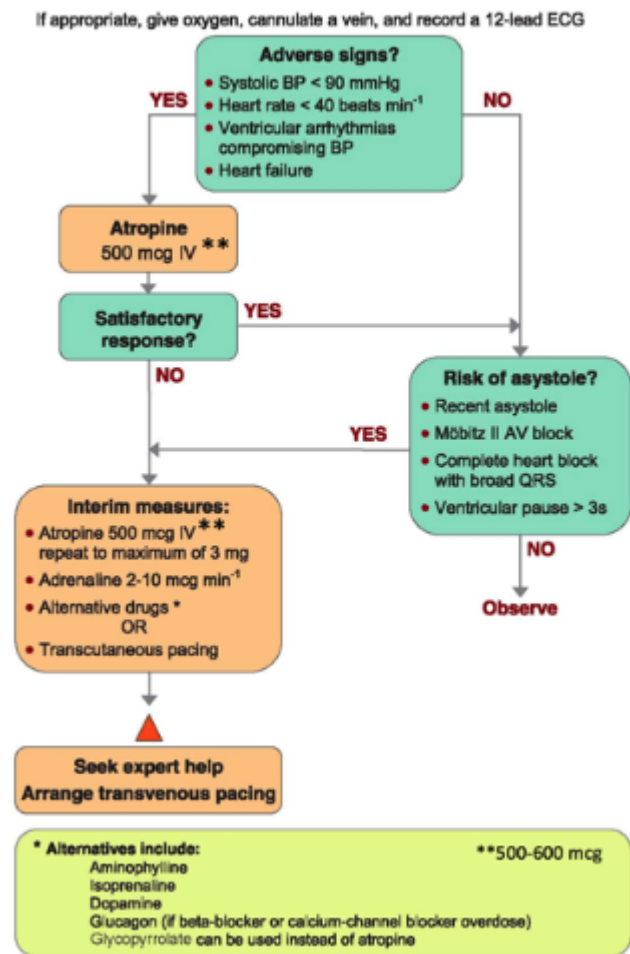 If appropriate, give oxygen, cannulate a vein, and record a 12-lead ECG
Adverse signs?
• Systolic BP < 90 mmHg
• Heart rate < 40 beats min⁻¹
• Ventricular arrhythmias
compromising BP
• Heart failure
YES
NO
Atropine
500 mcg IV **
Satisfactory
response?
YES
NO
Risk of asystole?
• Recent asystole
• Möbitz II AV block
• Complete heart block
with broad QRS
• Ventricular pause > 3s
YES
NO
Observe
Interim measures:
• Atropine 500 mcg IV **
repeat to maximum of 3 mg
• Adrenaline 2-10 mcg min⁻¹
• Alternative drugs *
OR
• Transcutaneous pacing
Seek expert help
Arrange transvenous pacing
* Alternatives include:
Aminophylline
Isoprenaline
Dopamine
Glucagon (if beta-blocker or calcium-channel blocker overdose)
Glycopyrrolate can be used instead of atropine
**500-600 mcg